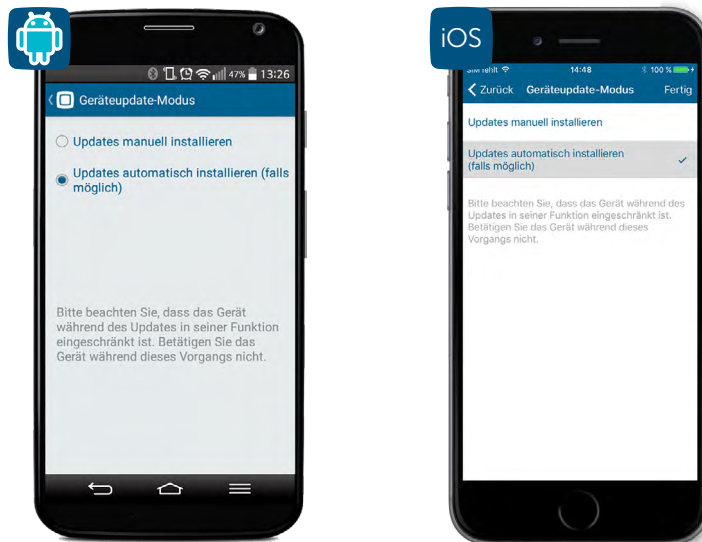 47% 13:26
Geräteupdate-Modus
Updates manuell installieren
Updates automatisch installieren (falls
möglich)
Bitte beachten Sie, dass das Gerät
während des Updates in seiner Funktion
eingeschränkt ist. Betätigen Sie das
Gerät während dieses Vorgangs nicht.
iOS
SIM fehlt 14:48 100 %
Zurück Geräteupdate-Modus Fertig
Updates manuell installieren
Updates automatisch installieren
(falls möglich)
Bitte beachten Sie, dass das Gerät während des
Updates in seiner Funktion eingeschränkt ist.
Betätigen Sie das Gerät während dieses
Vorgangs nicht.